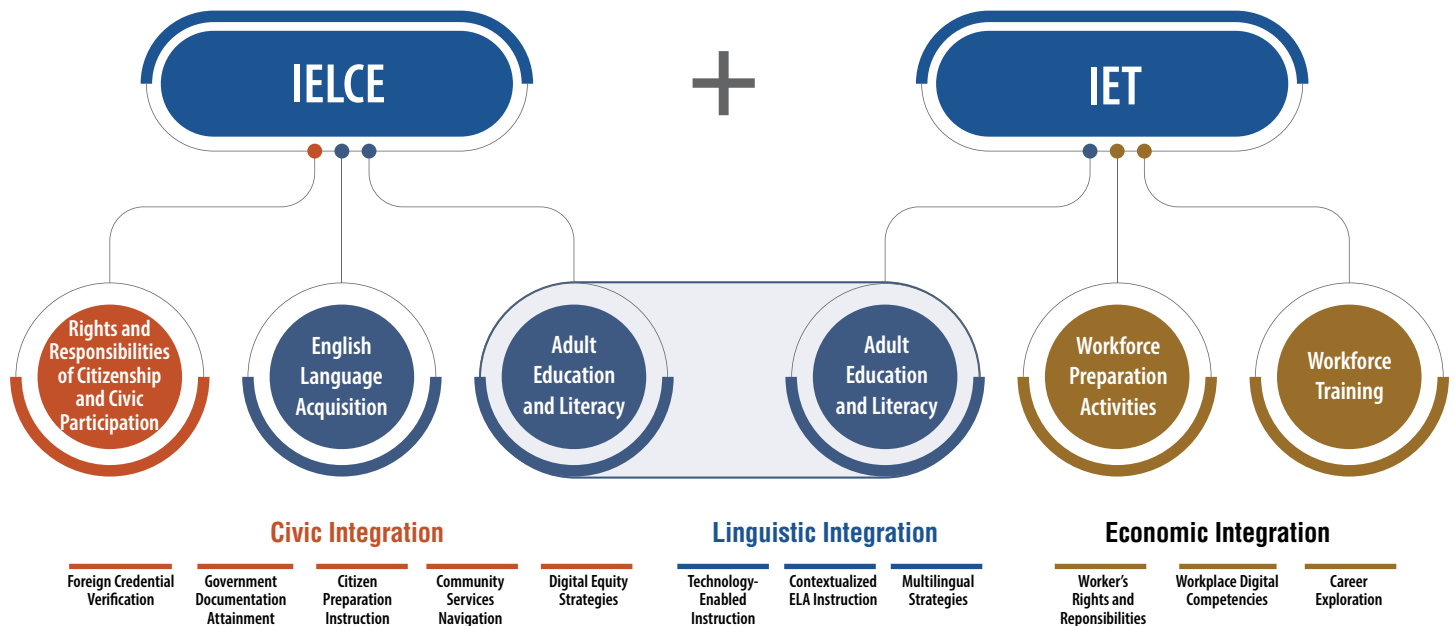 IELCE
+
IET
Rights and
Responsibilities
of Citizenship
and Civic
Participation
English
Language
Acquisition
Adult
Education
and Literacy
Adult
Education
and Literacy
Workforce
Preparation
Activities
Workforce
Training
Civic Integration
Foreign Credential
Verification
Government
Documentation
Attainment
Citizen
Preparation
Instruction
Community
Services
Navigation
Digital Equity
Strategies
Linguistic Integration
Technology-
Enabled
Instruction
Contextualized
ELA Instruction
Multilingual
Strategies
Economic Integration
Worker's
Rights and
Reponsibilities
Workplace Digital
Competencies
Career
Exploration